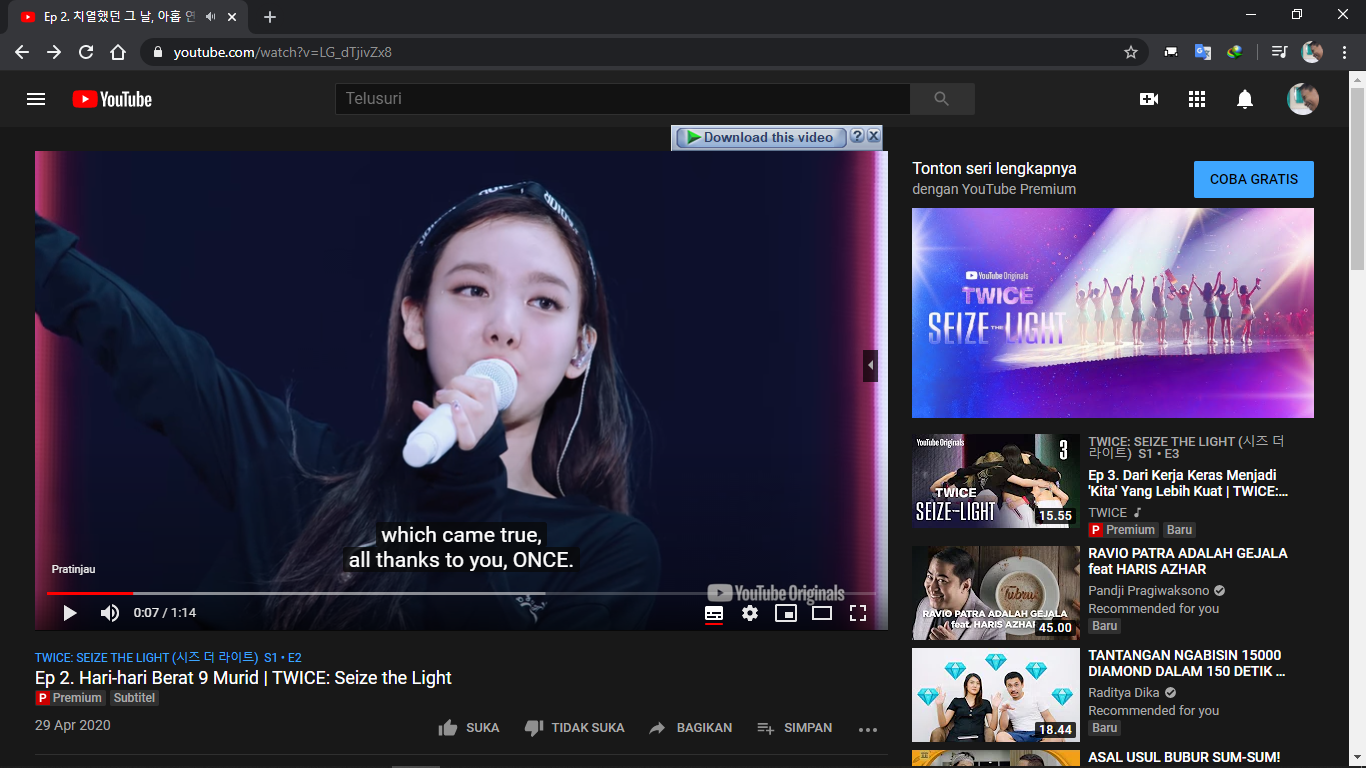 Ep 2. 치열했던 그 날, 아홉 연
youtube.com/watch?v=LG_dTjivZx8
YouTube
Telusuri
Download this video
?
Tonton seri lengkapnya
dengan YouTube Premium
COBA GRATIS
YouTube Originals
TWICE
SEIZE THE LIGHT
which came true,
all thanks to you, ONCE.
Pratinjau
YouTube Originals
0:07 / 1:14
TWICE: SEIZE THE LIGHT (시즈 더 라이트) S1 • E2
Ep 2. Hari-hari Berat 9 Murid | TWICE: Seize the Light
P Premium Subtitel
29 Apr 2020
SUKA
TIDAK SUKA
BAGIKAN
SIMPAN
YouTube Originals
3
TWICE
SEIZE THE LIGHT
15.55
TWICE: SEIZE THE LIGHT (시즈 더
라이트) S1 • E3
Ep 3. Dari Kerja Keras Menjadi
'Kita' Yang Lebih Kuat | TWICE:...
TWICE
P Premium Baru
Tubruk
RAVIO PATRA ADALAH GEJALA
feat. HARIS AZHAR
45.00
RAVIO PATRA ADALAH GEJALA
feat HARIS AZHAR
Pandji Pragiwaksono
Recommended for you
Baru
18.44
TANTANGAN NGABISIN 15000
DIAMOND DALAM 150 DETIK ...
Raditya Dika
Recommended for you
Baru
ASAL USUL BUBUR SUM-SUM!